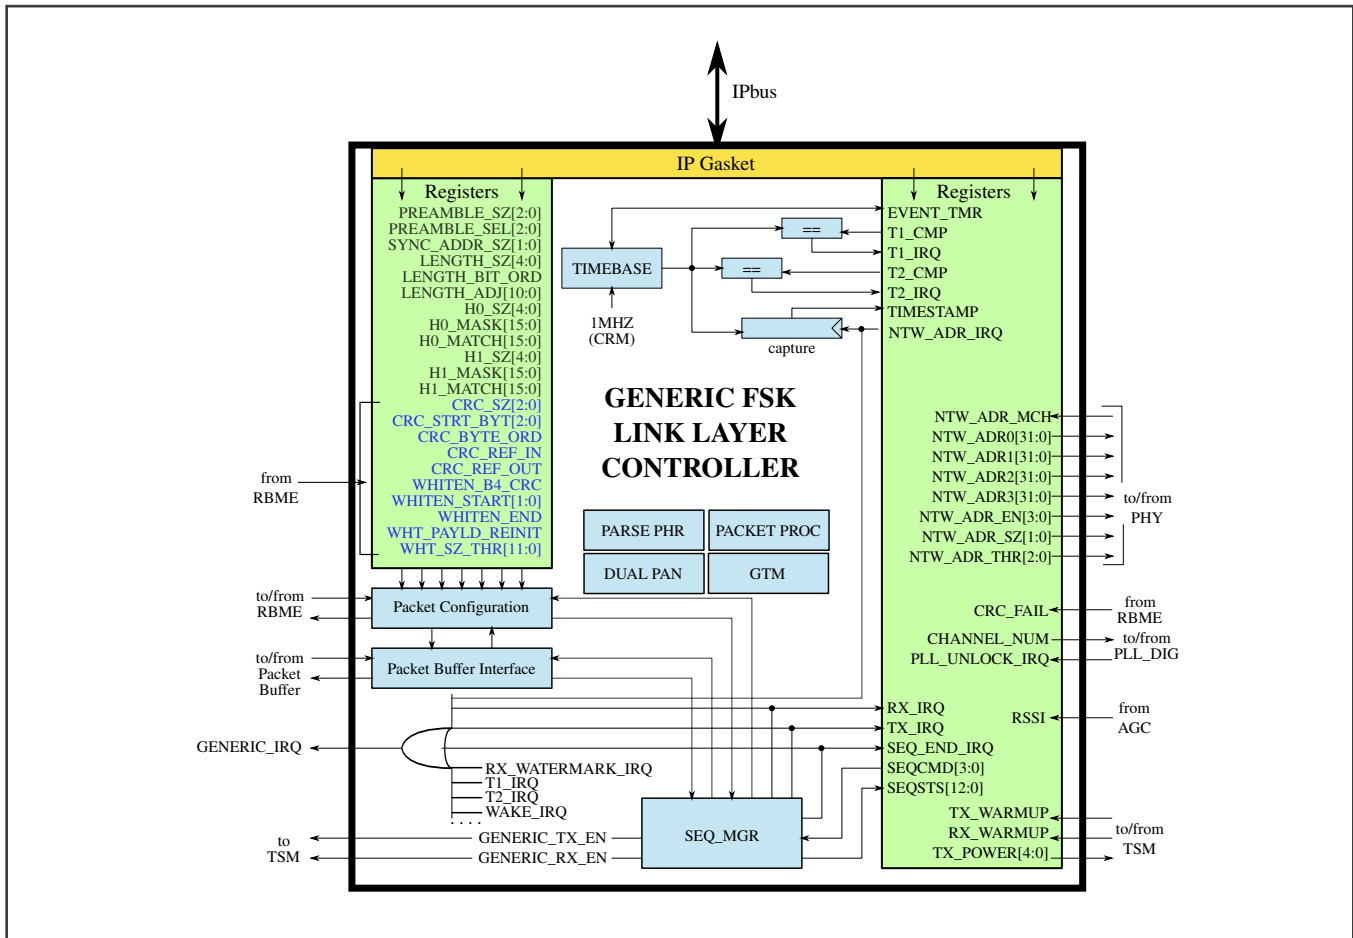 IPbus
IP Gasket
Registers
PREAMBLE_SZ[2:0]
PREAMBLE_SEL[2:0]
SYNC_ADDR_SZ[1:0]
LENGTH_SZ[4:0]
LENGTH_BIT_ORD
LENGTH_ADJ[10:0]
H0_SZ[4:0]
H0_MASK[15:0]
H0_MATCH[15:0]
H1_SZ[4:0]
H1_MASK[15:0]
H1_MATCH[15:0]
CRC_SZ[2:0]
CRC_STRT_BYT[2:0]
CRC_BYTE_ORD
CRC_REF_IN
CRC_REF_OUT
WHITEN_B4_CRC
WHITEN_START[1:0]
WHITEN_END
WHT_PAYLD_REINIT
WHT_SZ_THR[11:0]
from
RBME
to/from
RBME
Packet Configuration
to/from
Packet
Buffer
Packet Buffer Interface
TIMEBASE
1MHZ
(CRM)
==
==
capture
GENERIC FSK
LINK LAYER
CONTROLLER
PARSE PHR
PACKET PROC
DUAL PAN
GTM
Registers
EVENT_TMR
T1_CMP
T1_IRQ
T2_CMP
T2_IRQ
TIMESTAMP
NTW_ADR_IRQ
NTW_ADR_MCH
NTW_ADR0[31:0]
NTW_ADR1[31:0]
NTW_ADR2[31:0]
NTW_ADR3[31:0]
NTW_ADR_EN[3:0]
NTW_ADR_SZ[1:0]
NTW_ADR_THR[2:0]
to/from
PHY
CRC_FAIL
from
RBME
CHANNEL_NUM
PLL_UNLOCK_IRQ
to/from
PLL_DIG
RX_IRQ
RSSI
from
AGC
TX_IRQ
SEQ_END_IRQ
SEQCMD[3:0]
SEQSTS[12:0]
TX_WARMUP
RX_WARMUP
TX_POWER[4:0]
to/from
TSM
GENERIC_IRQ
RX_WATERMARK_IRQ
T1_IRQ
T2_IRQ
WAKE_IRQ
. . . .
SEQ_MGR
to
TSM
GENERIC_TX_EN
GENERIC_RX_EN